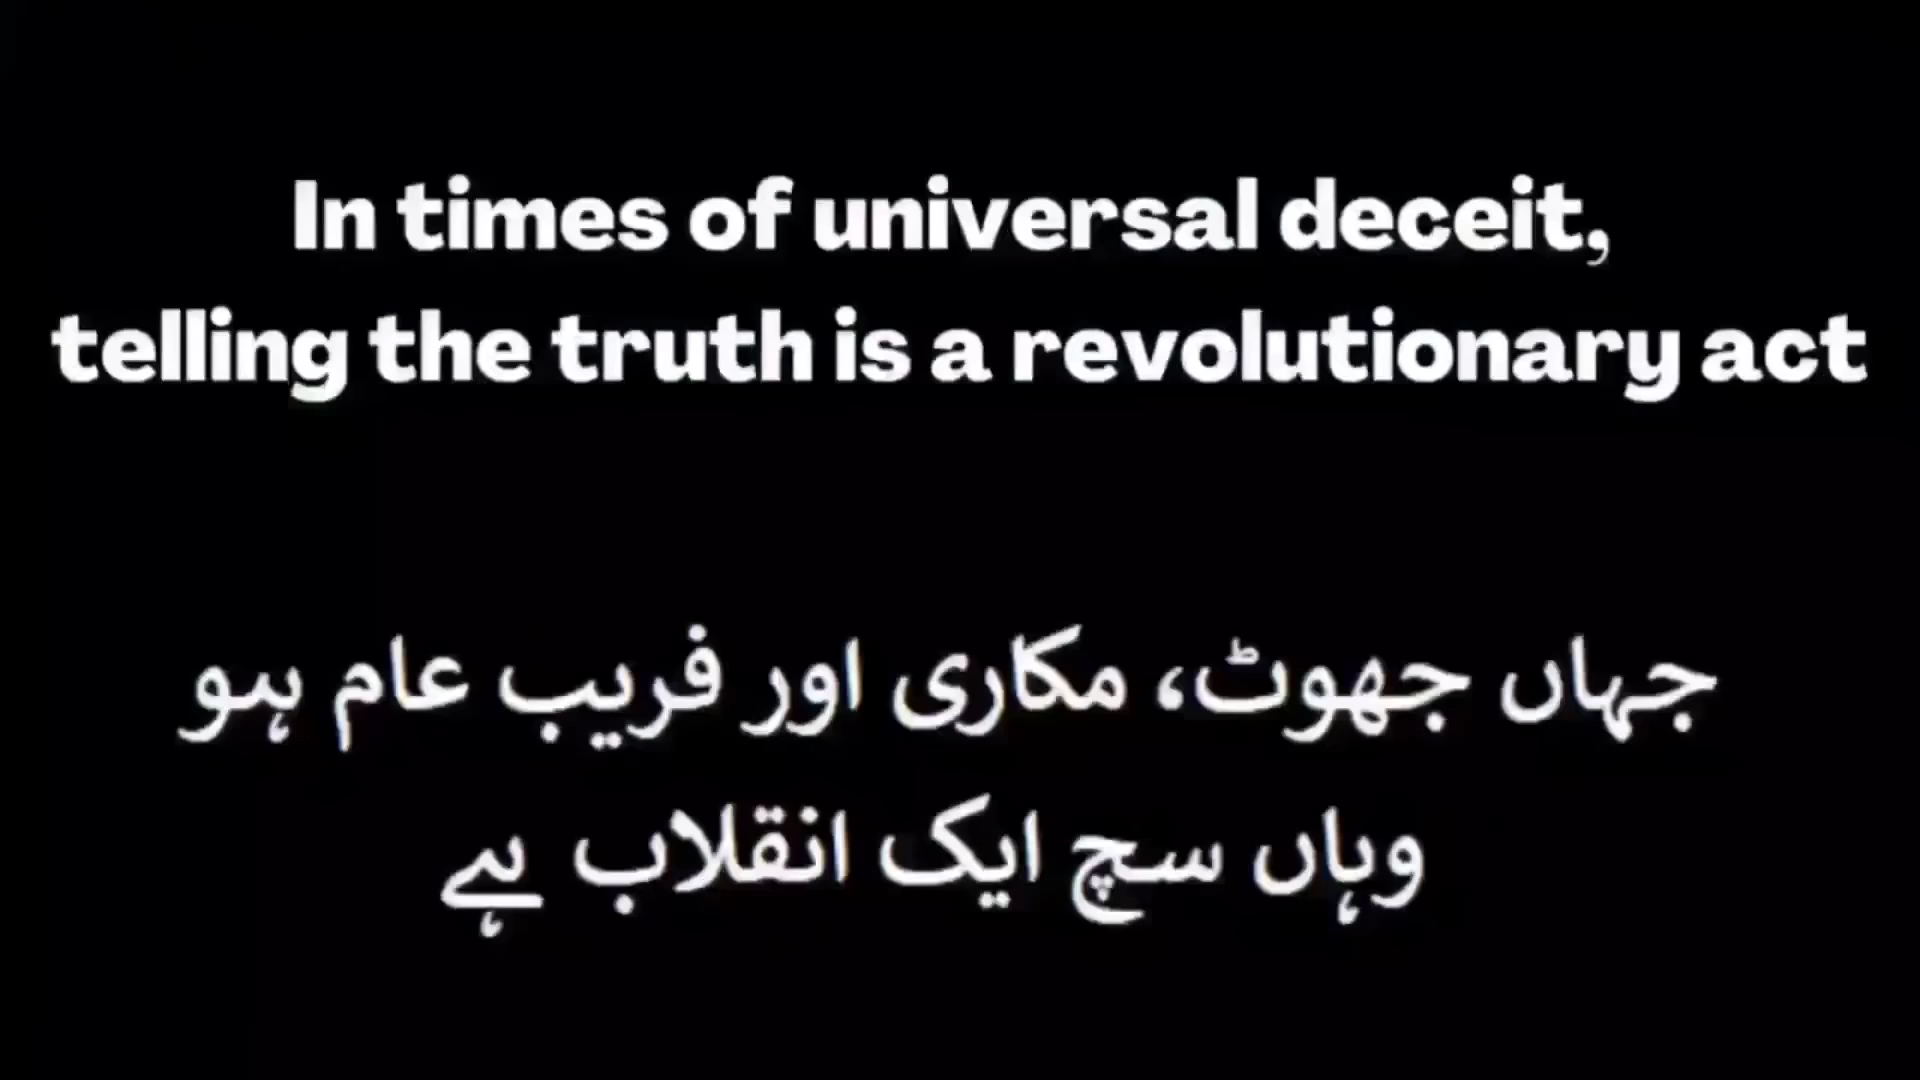 In times of universal deceit,
telling the truth is a revolutionary act
جہاں جھوٹ، مکاری اور فریب عام ہو
وہاں سچ ایک انقلاب ہے